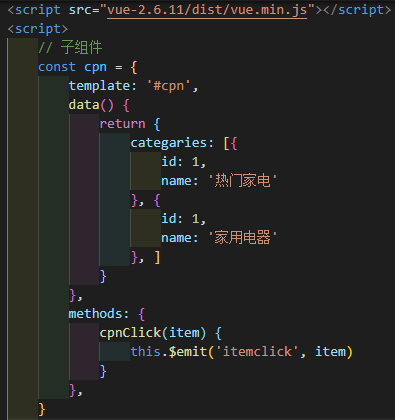 <script src="vue-2.6.11/dist/vue.min.js"></script>
<script>
// 子组件
const cpn = {
template: '#cpn',
data() {
return {
categaries: [{
id: 1,
name: '热门家电'
}, {
id: 1,
name: '家用电器'
}, ]
}
},
methods: {
cpnClick(item) {
this.$emit('itemclick', item)
}
},
}